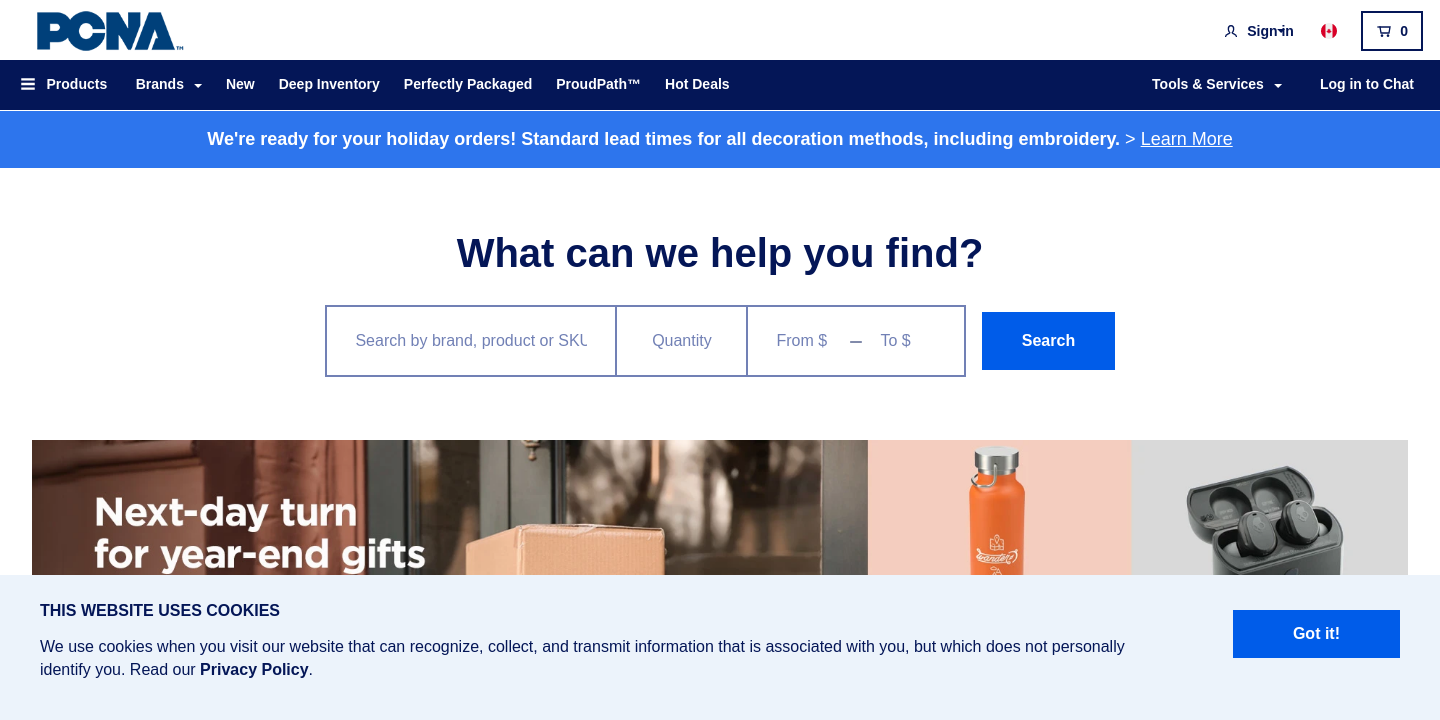 PCNA™
Sign in
0
Products Brands New Deep Inventory Perfectly Packaged ProudPath™ Hot Deals Tools & Services Log in to Chat
We're ready for your holiday orders! Standard lead times for all decoration methods, including embroidery. > Learn More
What can we help you find?
Search by brand, product or SKU Quantity From $ To $ Search
Next-day turn
for year-end gifts
wander
THIS WEBSITE USES COOKIES
We use cookies when you visit our website that can recognize, collect, and transmit information that is associated with you, but which does not personally
identify you. Read our Privacy Policy.
Got it!